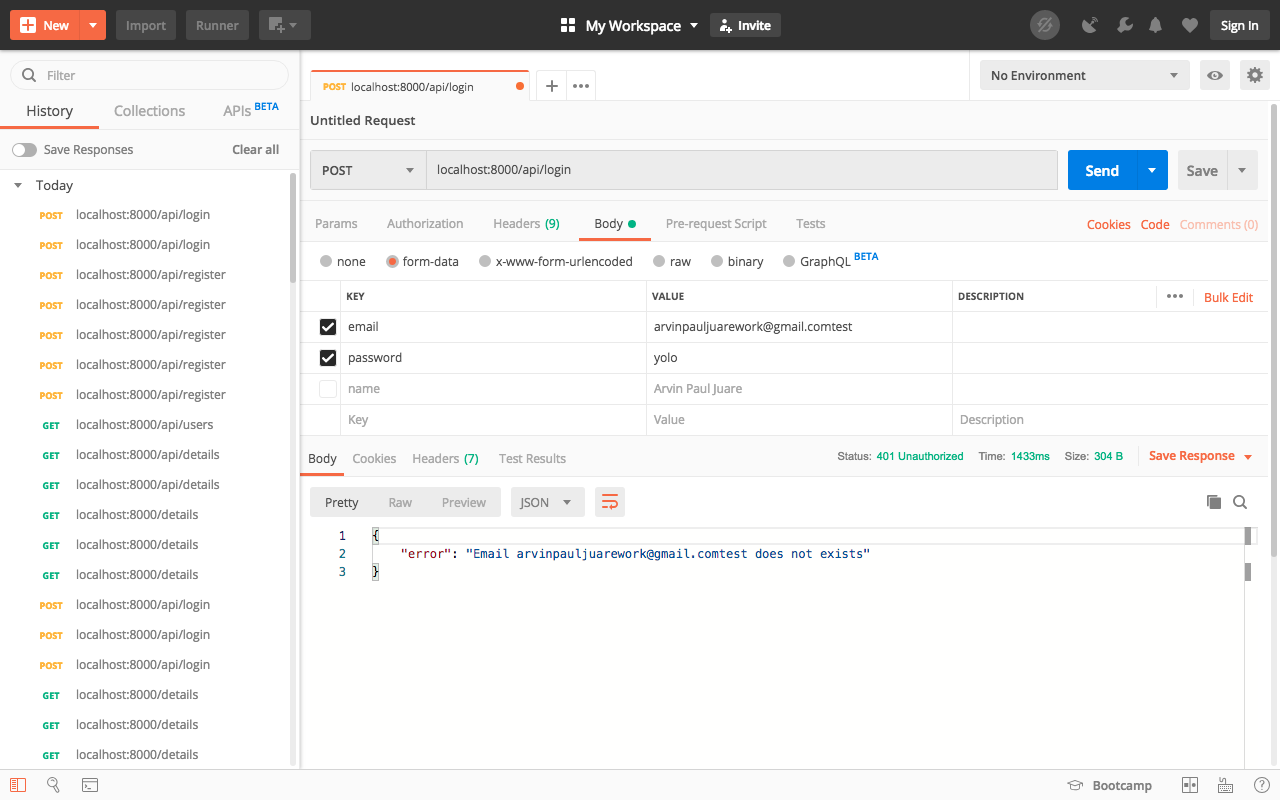 New Import Runner My Workspace Invite Sign In
Filter
History Collections APIs BETA
Save Responses Clear all
Today
POST localhost:8000/api/login
POST localhost:8000/api/login
POST localhost:8000/api/register
POST localhost:8000/api/register
POST localhost:8000/api/register
POST localhost:8000/api/register
POST localhost:8000/api/register
GET localhost:8000/api/users
GET localhost:8000/api/details
GET localhost:8000/api/details
GET localhost:8000/details
GET localhost:8000/details
GET localhost:8000/details
POST localhost:8000/api/login
POST localhost:8000/api/login
POST localhost:8000/api/login
GET localhost:8000/details
GET localhost:8000/details
GET localhost:8000/details
POST localhost:8000/api/login No Environment
Untitled Request
POST localhost:8000/api/login Send Save
Params Authorization Headers (9) Body Pre-request Script Tests Cookies Code Comments (0)
none form-data x-www-form-urlencoded raw binary GraphQL BETA
KEY VALUE DESCRIPTION Bulk Edit
email arvinpauljuarework@gmail.comtest
password yolo
name Arvin Paul Juare
Key Value Description
Body Cookies Headers (7) Test Results Status: 401 Unauthorized Time: 1433ms Size: 304 B Save Response
Pretty Raw Preview JSON
1 {
2 "error": "Email arvinpauljuarework@gmail.comtest does not exists"
3 }
Bootcamp